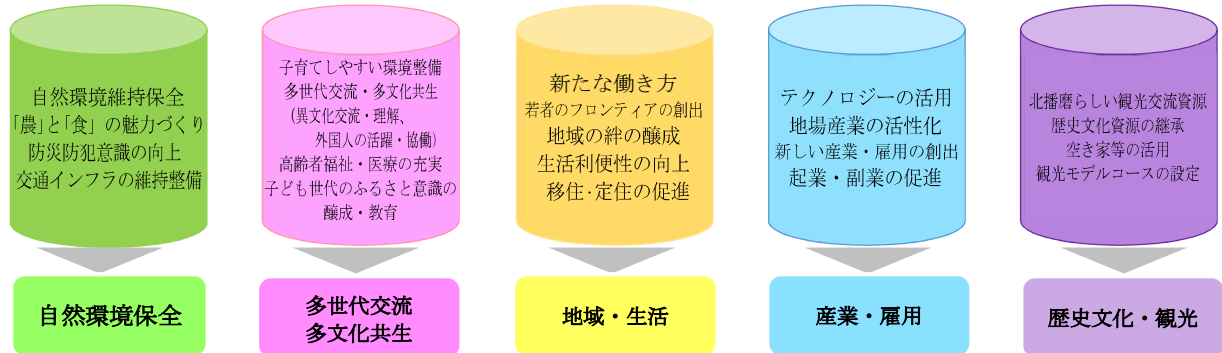 自然環境維持保全
「農」と「食」の魅力づくり
防災防犯意識の向上
交通インフラの維持整備
自然環境保全
子育てしやすい環境整備
多世代交流・多文化共生
(異文化交流・理解、
外国人の活躍・協働)
高齢者福祉・医療の充実
子ども世代のふるさと意識の
醸成・教育
多世代交流
多文化共生
新たな働き方
若者のフロンティアの創出
地域の絆の醸成
生活利便性の向上
移住・定住の促進
地域・生活
テクノロジーの活用
地場産業の活性化
新しい産業・雇用の創出
起業・副業の促進
産業・雇用
北播磨らしい観光交流資源
歴史文化資源の継承
空き家等の活用
観光モデルコースの設定
歴史文化・観光